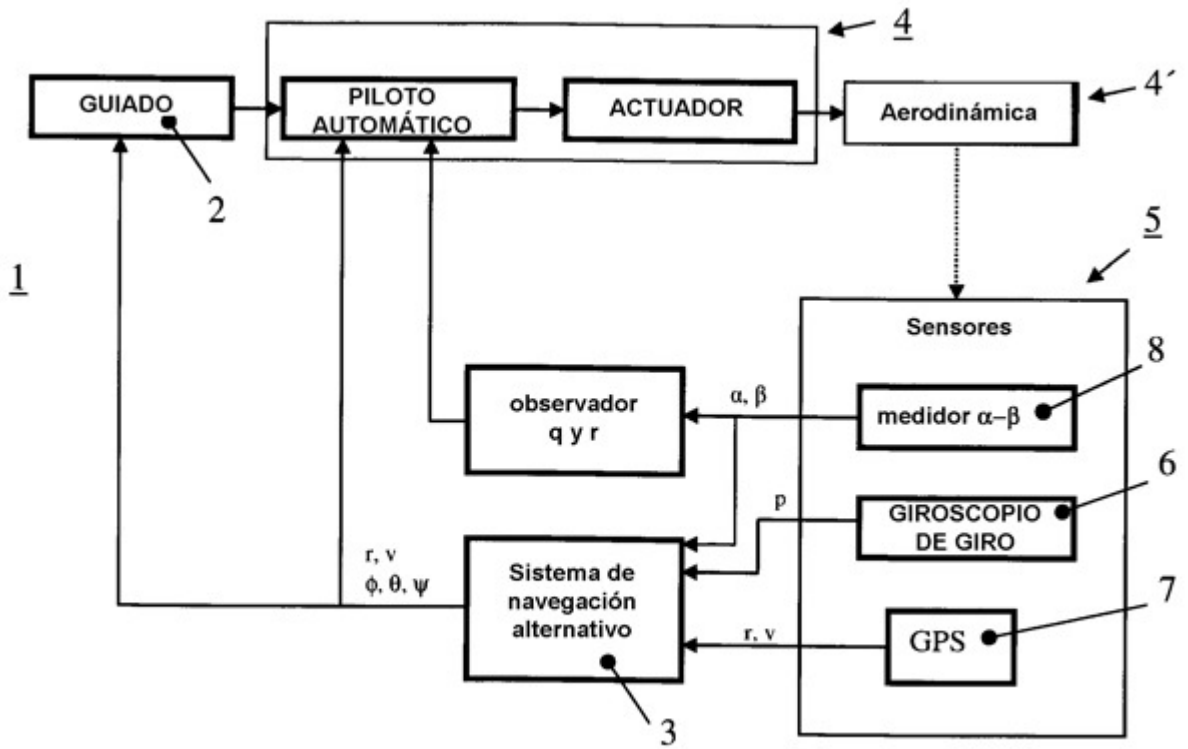 4
GUIADO
PILOTO
AUTOMÁTICO
ACTUADOR
Aerodinámica
4´
2
1
5
Sensores
8
observador
q y r
α, β
medidor α–β
6
p
GIROSCOPIO
DE GIRO
r, v
ϕ, θ, ψ
Sistema de
navegación
alternativo
7
r, v
GPS
3